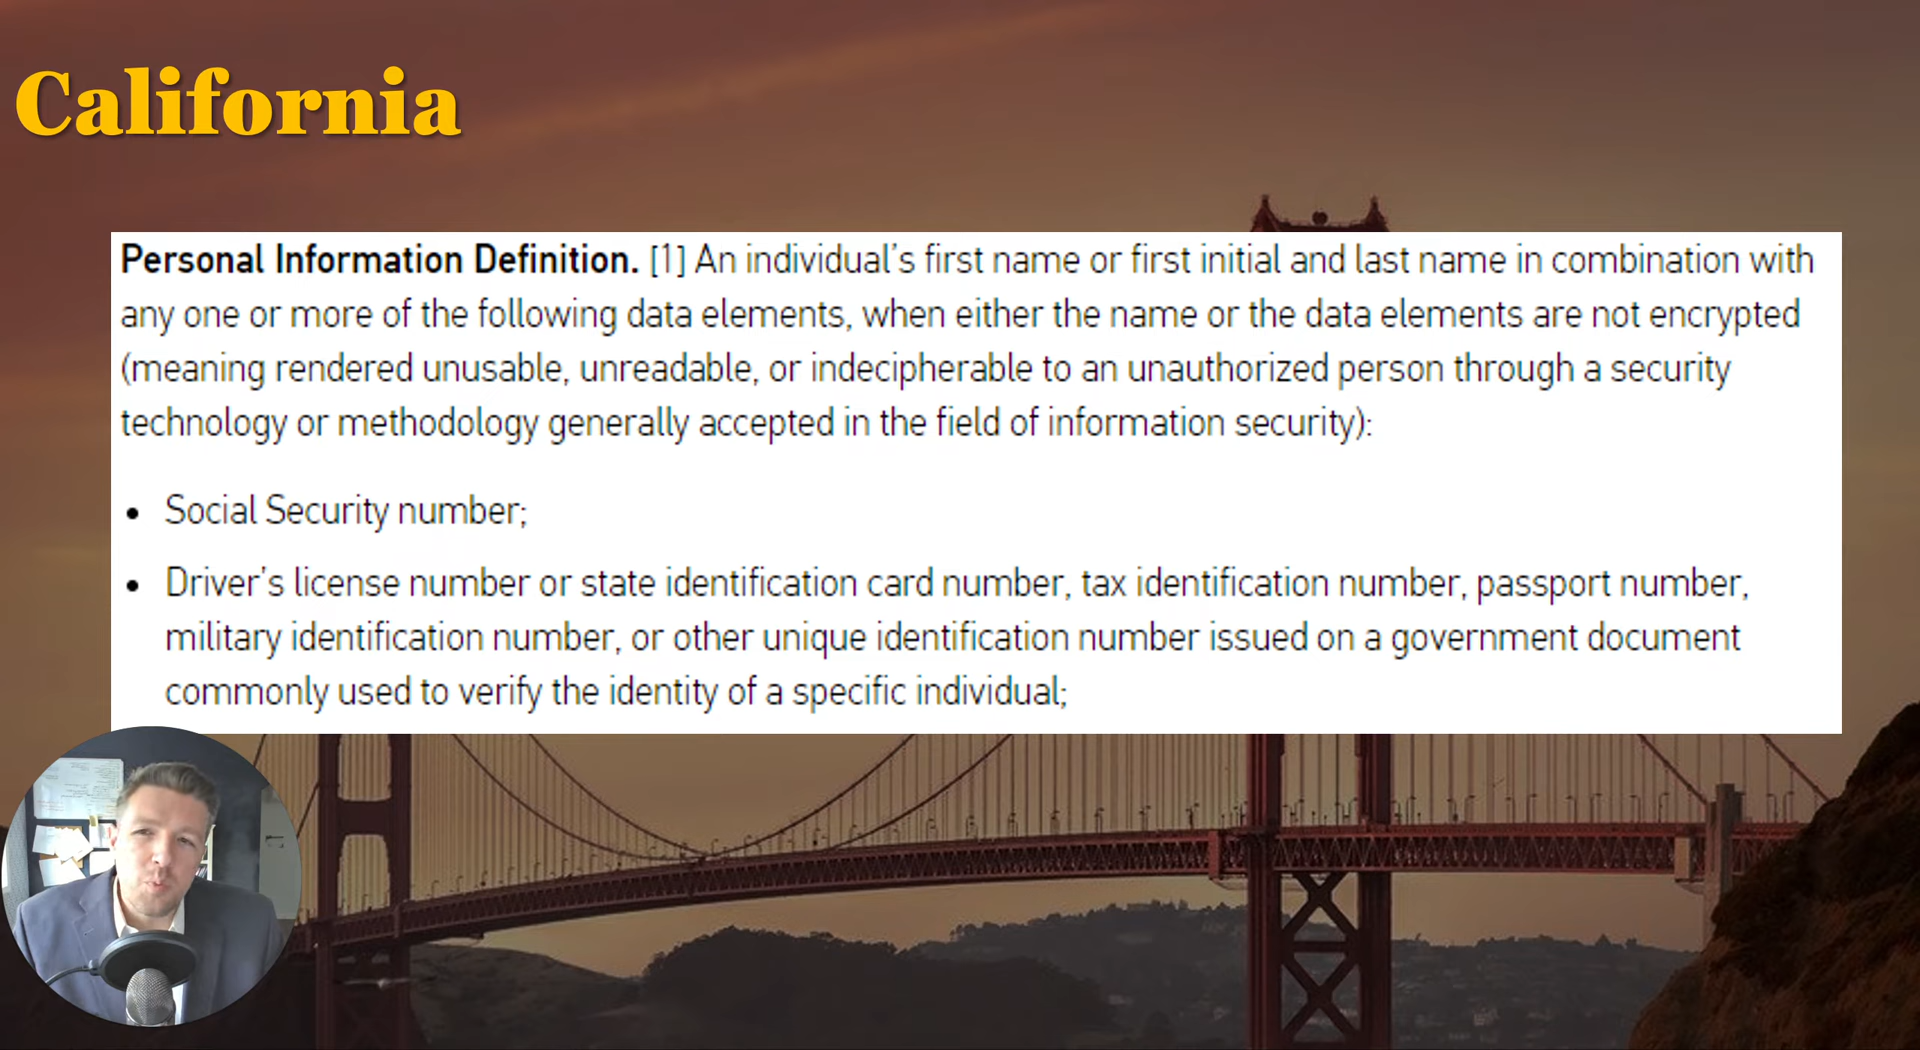 California
Personal Information Definition. [1] An individual's first name or first initial and last name in combination with
any one or more of the following data elements, when either the name or the data elements are not encrypted
(meaning rendered unusable, unreadable, or indecipherable to an unauthorized person through a security
technology or methodology generally accepted in the field of information security):
• Social Security number;
• Driver's license number or state identification card number, tax identification number, passport number,
military identification number, or other unique identification number issued on a government document
commonly used to verify the identity of a specific individual;